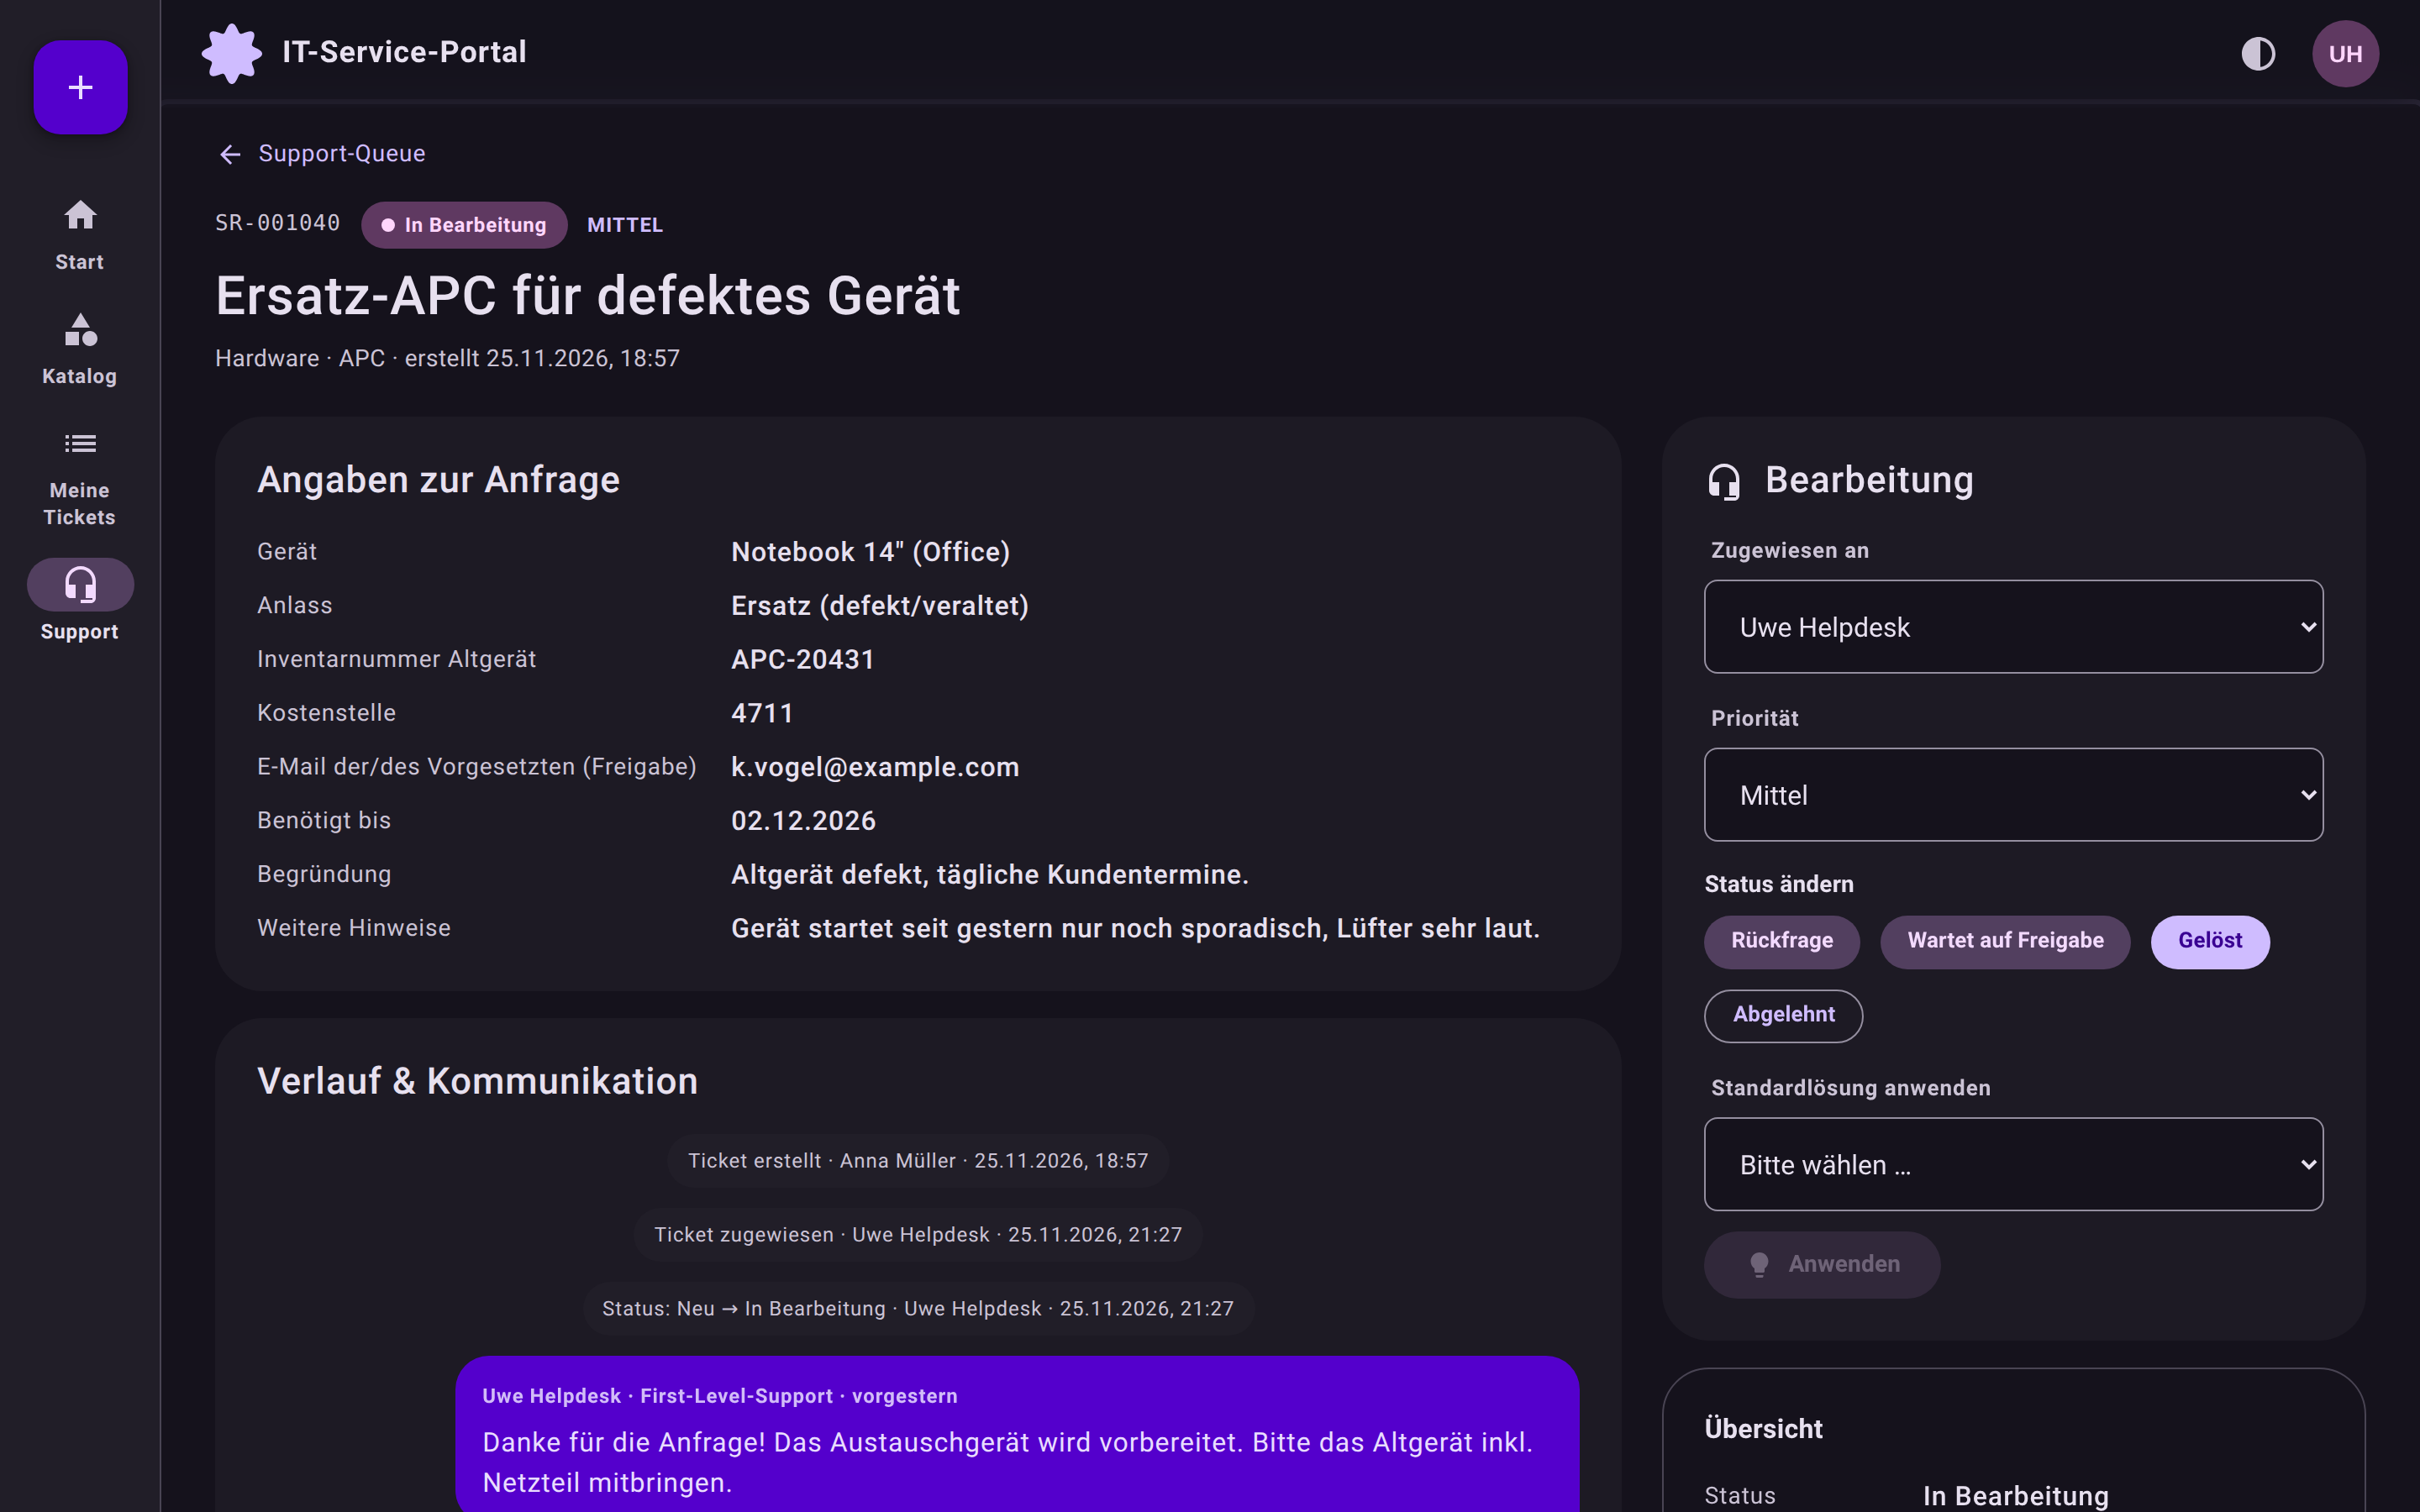 IT-Service-Portal
UH
Start
Katalog
Meine
Tickets
Support
Support-Queue
SR-001040 In Bearbeitung MITTEL
Ersatz-APC für defektes Gerät
Hardware · APC · erstellt 25.11.2026, 18:57
Angaben zur Anfrage
Gerät Notebook 14" (Office)
Anlass Ersatz (defekt/veraltet)
Inventarnummer Altgerät APC-20431
Kostenstelle 4711
E-Mail der/des Vorgesetzten (Freigabe) k.vogel@example.com
Benötigt bis 02.12.2026
Begründung Altgerät defekt, tägliche Kundentermine.
Weitere Hinweise Gerät startet seit gestern nur noch sporadisch, Lüfter sehr laut.
Verlauf & Kommunikation
Ticket erstellt · Anna Müller · 25.11.2026, 18:57
Ticket zugewiesen · Uwe Helpdesk · 25.11.2026, 21:27
Status: Neu → In Bearbeitung · Uwe Helpdesk · 25.11.2026, 21:27
Uwe Helpdesk · First-Level-Support · vorgestern
Danke für die Anfrage! Das Austauschgerät wird vorbereitet. Bitte das Altgerät inkl.
Netzteil mitbringen.
Bearbeitung
Zugewiesen an
Uwe Helpdesk
Priorität
Mittel
Status ändern
Rückfrage Wartet auf Freigabe Gelöst
Abgelehnt
Standardlösung anwenden
Bitte wählen …
Anwenden
Übersicht
Status In Bearbeitung